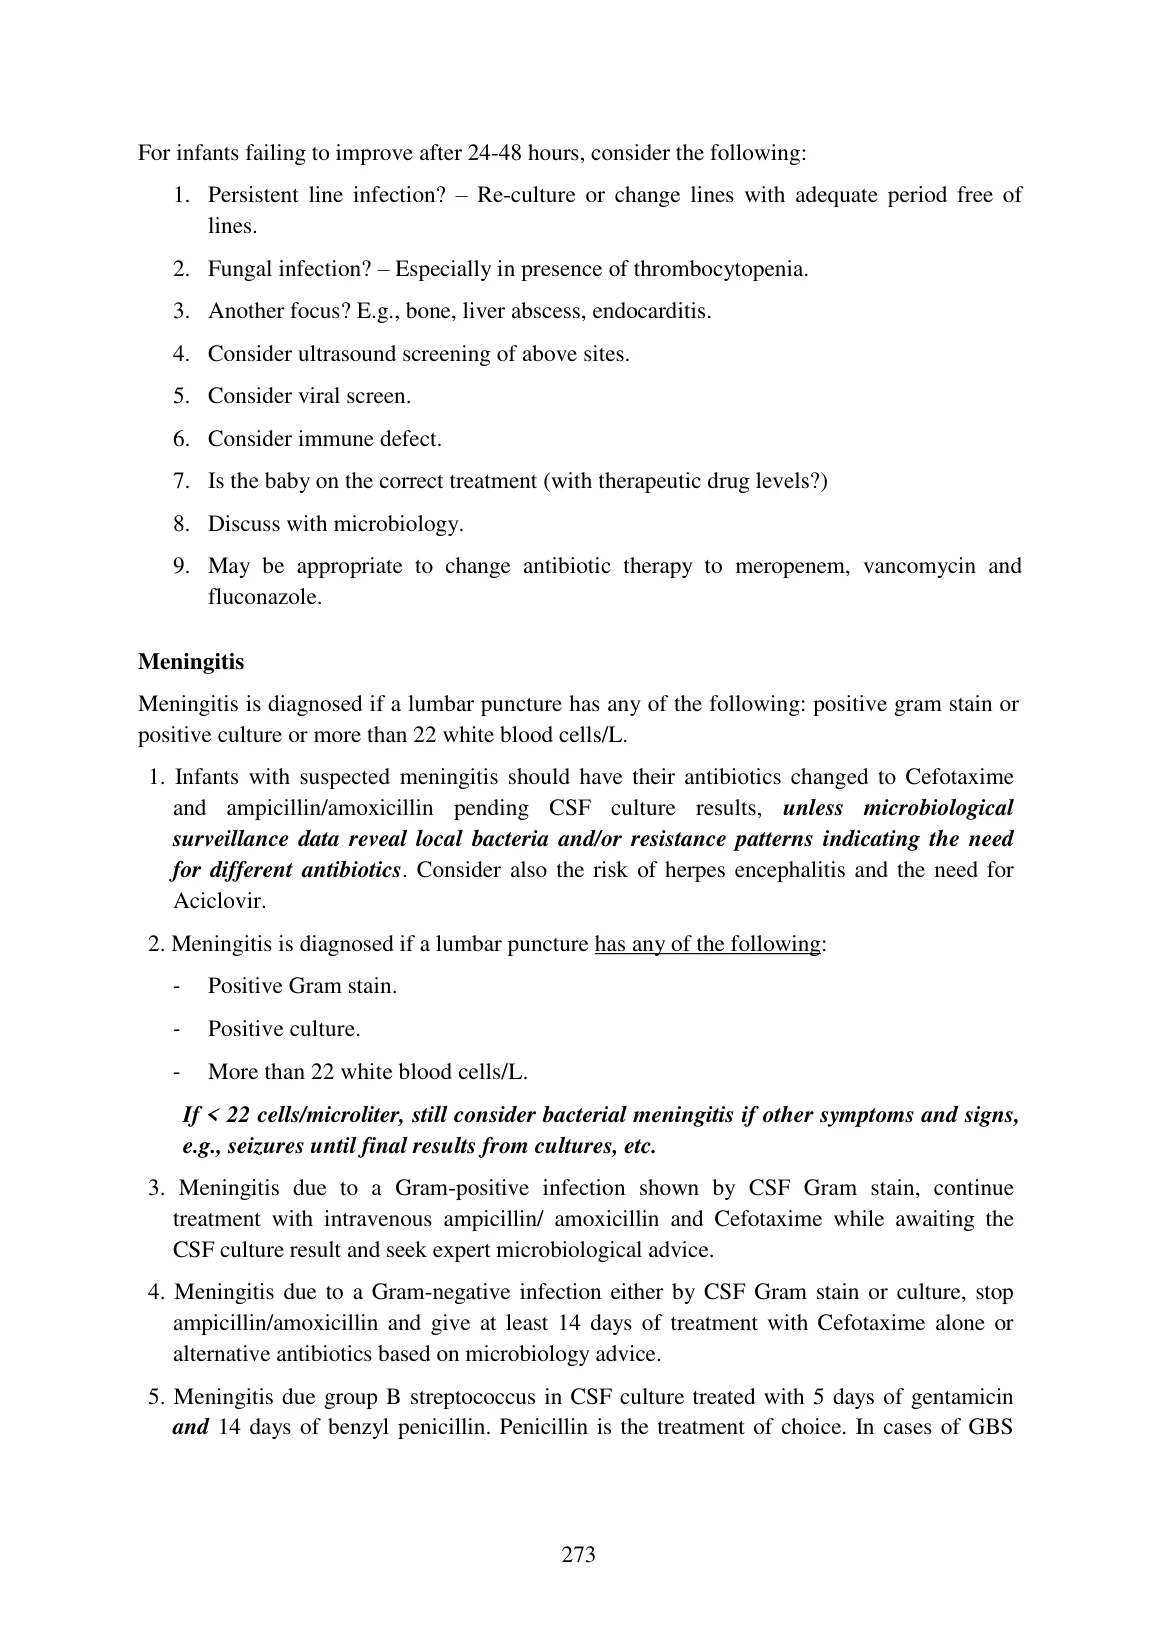 For infants failing to improve after 24-48 hours, consider the following:
1. Persistent line infection? – Re-culture or change lines with adequate period free of
lines.
2. Fungal infection? – Especially in presence of thrombocytopenia.
3. Another focus? E.g., bone, liver abscess, endocarditis.
4. Consider ultrasound screening of above sites.
5. Consider viral screen.
6. Consider immune defect.
7. Is the baby on the correct treatment (with therapeutic drug levels?)
8. Discuss with microbiology.
9. May be appropriate to change antibiotic therapy to meropenem, vancomycin and
fluconazole.
Meningitis
Meningitis is diagnosed if a lumbar puncture has any of the following: positive gram stain or
positive culture or more than 22 white blood cells/L.
1. Infants with suspected meningitis should have their antibiotics changed to Cefotaxime
and ampicillin/amoxicillin pending CSF culture results, unless microbiological
surveillance data reveal local bacteria and/or resistance patterns indicating the need
for different antibiotics. Consider also the risk of herpes encephalitis and the need for
Aciclovir.
2. Meningitis is diagnosed if a lumbar puncture has any of the following:
- Positive Gram stain.
- Positive culture.
- More than 22 white blood cells/L.
If < 22 cells/microliter, still consider bacterial meningitis if other symptoms and signs,
e.g., seizures until final results from cultures, etc.
3. Meningitis due to a Gram-positive infection shown by CSF Gram stain, continue
treatment with intravenous ampicillin/ amoxicillin and Cefotaxime while awaiting the
CSF culture result and seek expert microbiological advice.
4. Meningitis due to a Gram-negative infection either by CSF Gram stain or culture, stop
ampicillin/amoxicillin and give at least 14 days of treatment with Cefotaxime alone or
alternative antibiotics based on microbiology advice.
5. Meningitis due group B streptococcus in CSF culture treated with 5 days of gentamicin
and 14 days of benzyl penicillin. Penicillin is the treatment of choice. In cases of GBS
273